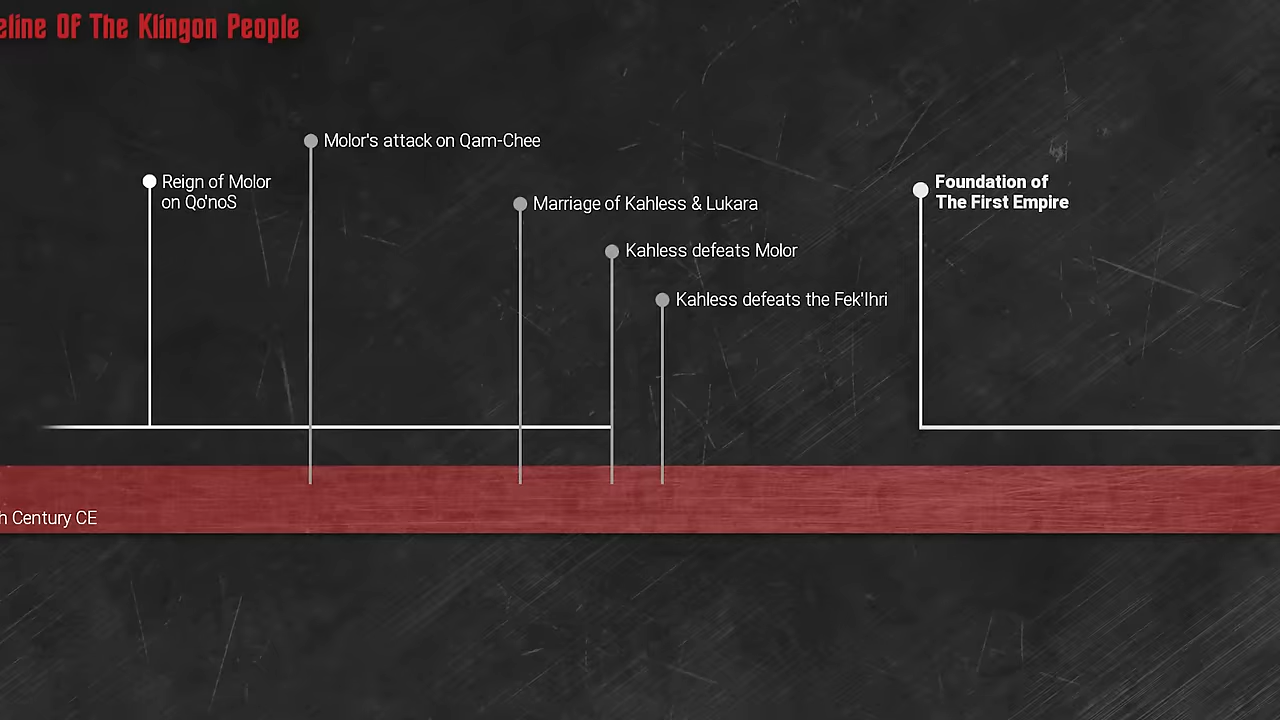 eline Of The Klingon People
Molor's attack on Qam-Chee
Reign of Molor
on Qo'noS
Foundation of
The First Empire
Marriage of Kahless & Lukara
Kahless defeats Molor
Kahless defeats the Fek'lhri
h Century CE